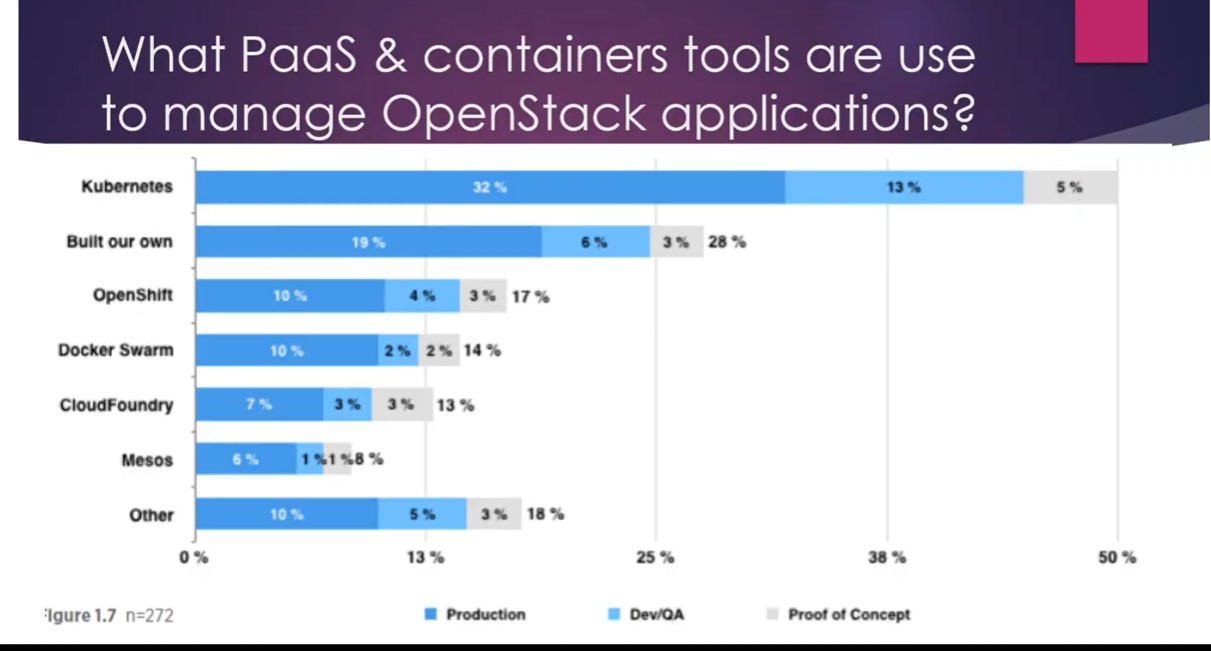 What PaaS & containers tools are use
to manage OpenStack applications?
Kubernetes 32 % 13 % 5 %
Built our own 19 % 6 % 3 % 28 %
OpenShift 10 % 4 % 3 % 17 %
Docker Swarm 10 % 2 % 2 % 14 %
CloudFoundry 7 % 3 % 3 % 13 %
Mesos 6 % 1 % 1 % 8 %
Other 10 % 5 % 3 % 18 %
0 % 13 % 25 % 38 % 50 %
Figure 1.7 n=272
Production Dev/QA Proof of Concept